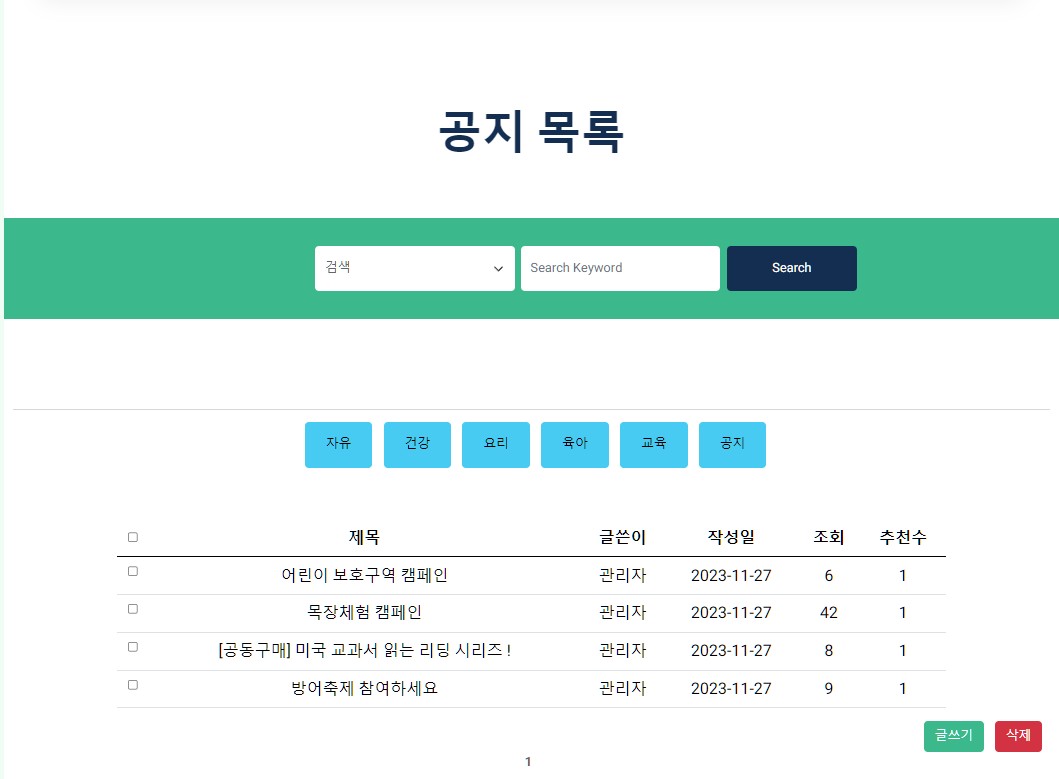 공지 목록
검색 Search Keyword Search
자유 건강 요리 육아 교육 공지
제목 글쓴이 작성일 조회 추천수
어린이 보호구역 캠페인 관리자 2023-11-27 6 1
목장체험 캠페인 관리자 2023-11-27 42 1
[공동구매] 미국 교과서 읽는 리딩 시리즈 ! 관리자 2023-11-27 8 1
방어축제 참여하세요 관리자 2023-11-27 9 1
글쓰기 삭제
1